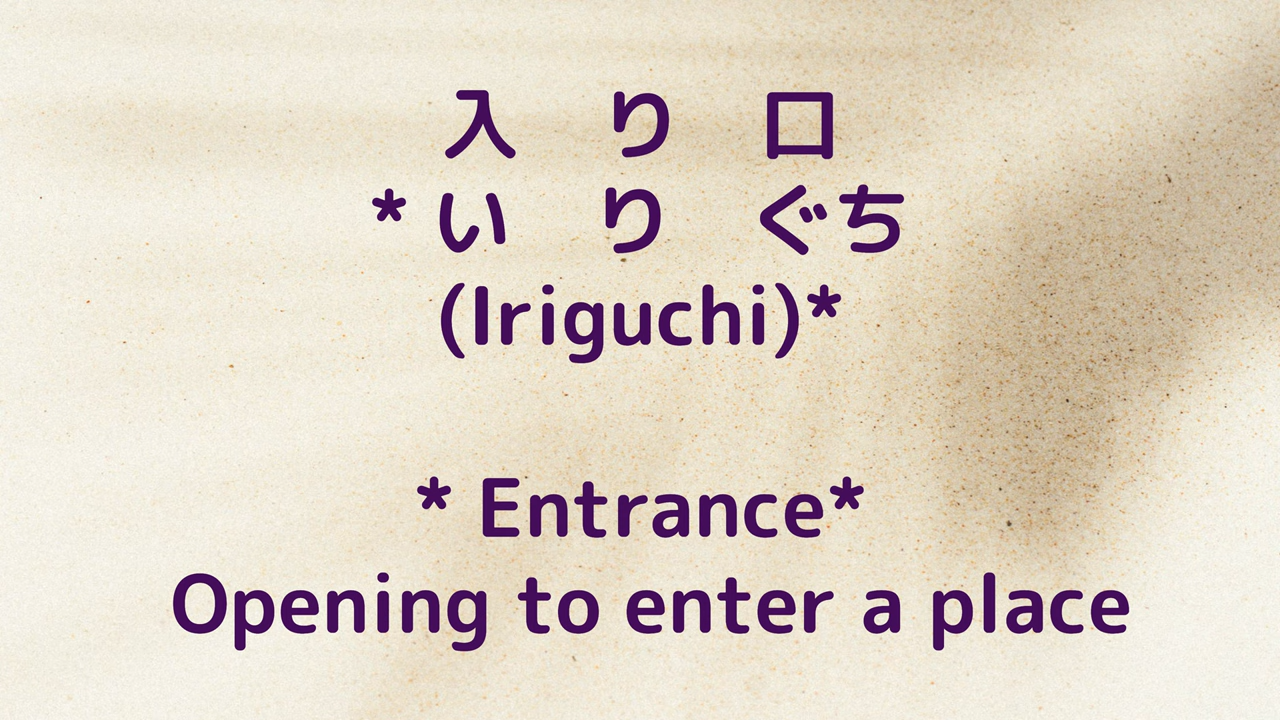 入 り 口
* い り ぐち
(Iriguchi)*
* Entrance*
Opening to enter a place